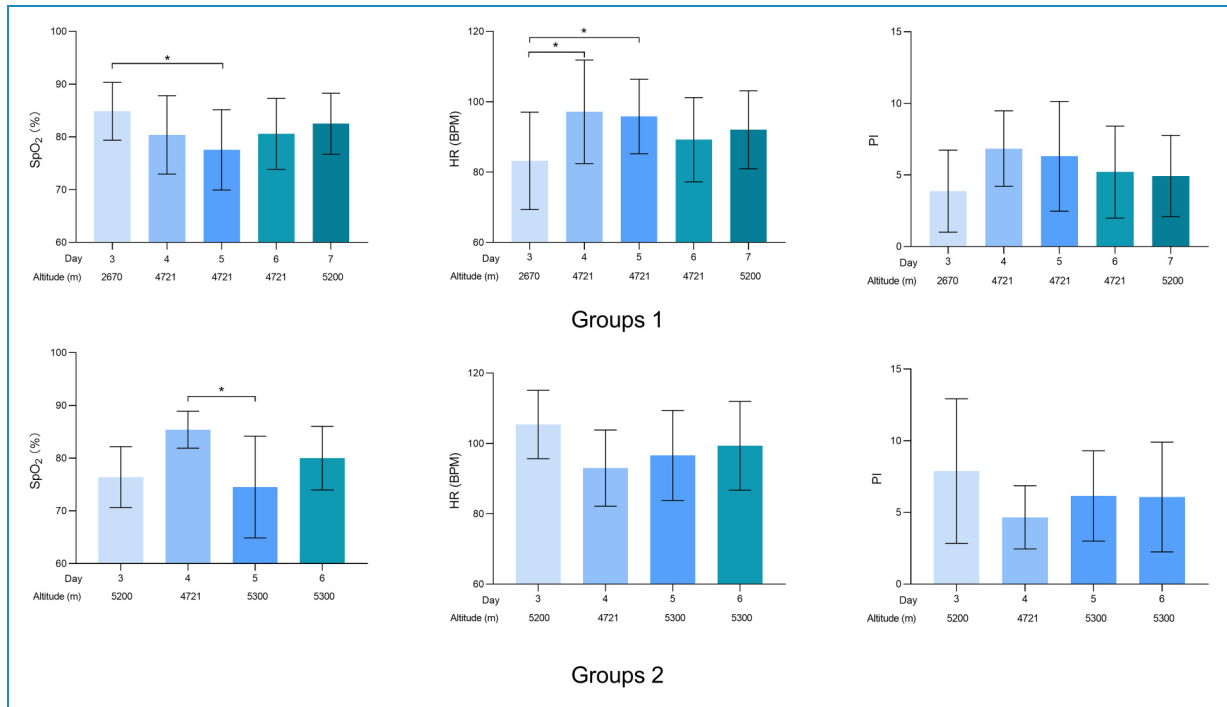 100
90
80
70
60
SpO₂ (%)
*
Day 3 4 5 6 7
Altitude (m) 2670 4721 4721 4721 5200
120
100
80
60
HR (BPM)
*
*
Day 3 4 5 6 7
Altitude (m) 2670 4721 4721 4721 5200
15
10
5
0
PI
Day 3 4 5 6 7
Altitude (m) 2670 4721 4721 4721 5200
Groups 1
100
90
80
70
60
SpO₂ (%)
*
Day 3 4 5 6
Altitude (m) 5200 4721 5300 5300
120
100
80
60
HR (BPM)
Day 3 4 5 6
Altitude (m) 5200 4721 5300 5300
15
10
5
0
PI
Day 3 4 5 6
Altitude (m) 5200 4721 5300 5300
Groups 2